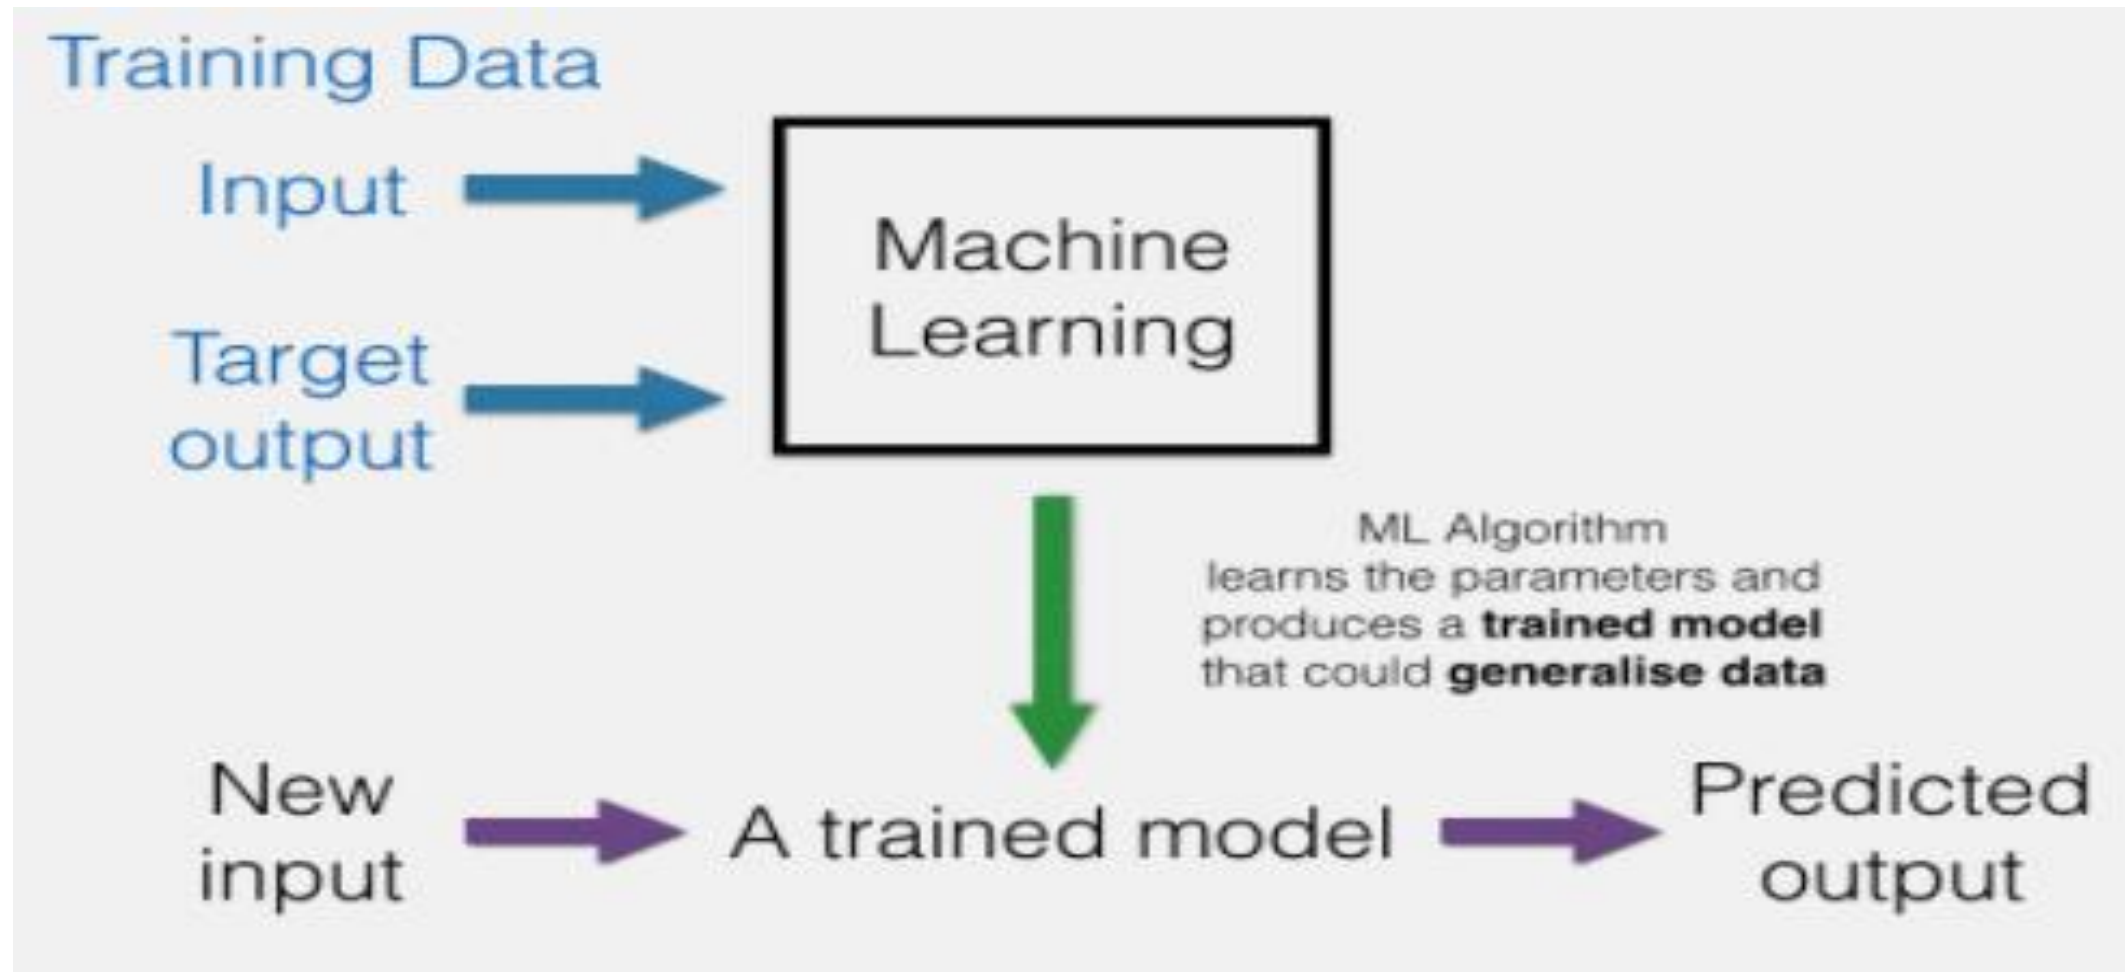 Training Data
Input
Target
output
Machine
Learning
ML Algorithm
learns the parameters and
produces a trained model
that could generalise data
New
input
A trained model
Predicted
output